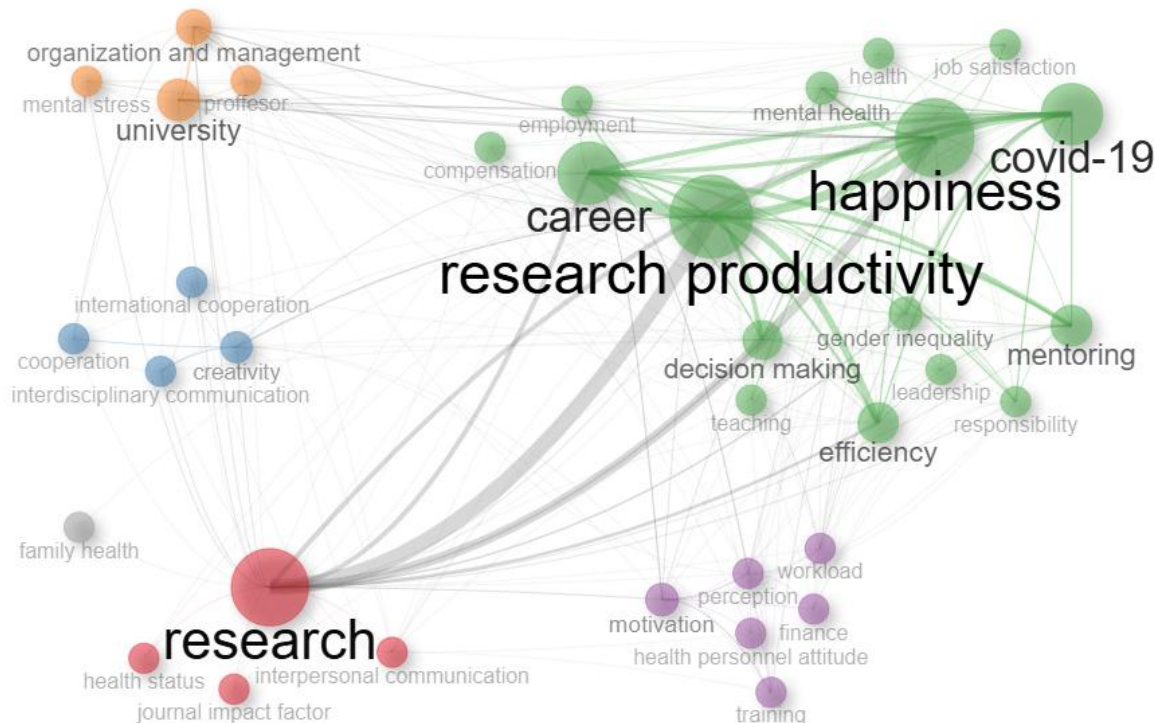 organization and management
mental stress
proffesor
university
employment
compensation
health
job satisfaction
mental health
covid-19
happiness
career
research productivity
international cooperation
cooperation
creativity
interdisciplinary communication
gender inequality
mentoring
decision making
leadership
teaching
responsibility
efficiency
family health
research
health status
interpersonal communication
journal impact factor
workload
perception
motivation
finance
health personnel attitude
training